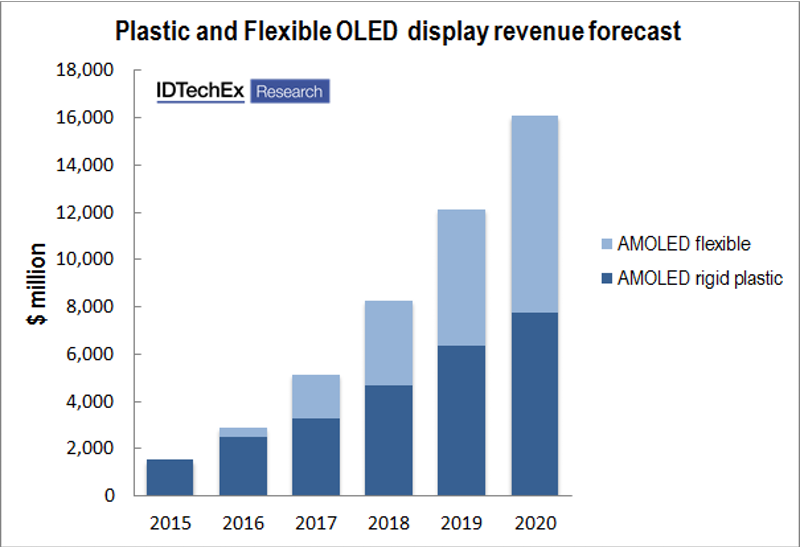 Plastic and Flexible OLED display revenue forecast
18,000
IDTechEx Research
16,000
14,000
12,000
10,000
8,000
6,000
4,000
2,000
0
$ million
2015 2016 2017 2018 2019 2020
AMOLED flexible
AMOLED rigid plastic